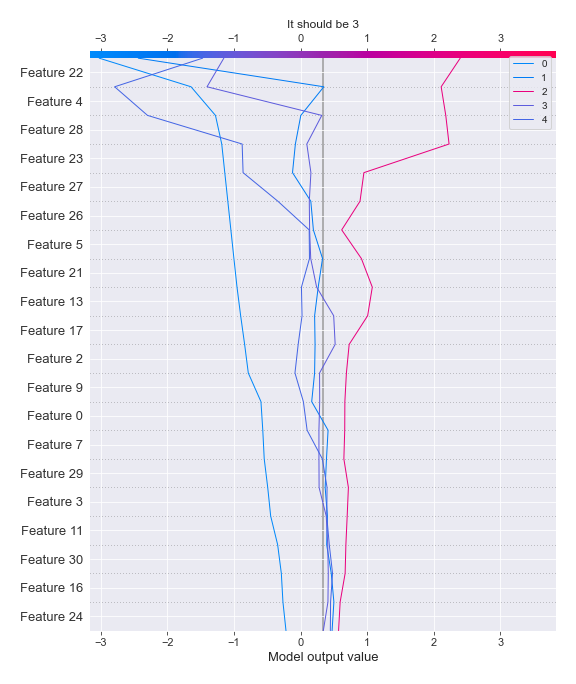 It should be 3
−3 −2 −1 0 1 2 3
0
1
2
3
4
Feature 22
Feature 4
Feature 28
Feature 23
Feature 27
Feature 26
Feature 5
Feature 21
Feature 13
Feature 17
Feature 2
Feature 9
Feature 0
Feature 7
Feature 29
Feature 3
Feature 11
Feature 30
Feature 16
Feature 24
−3 −2 −1 0 1 2 3
Model output value